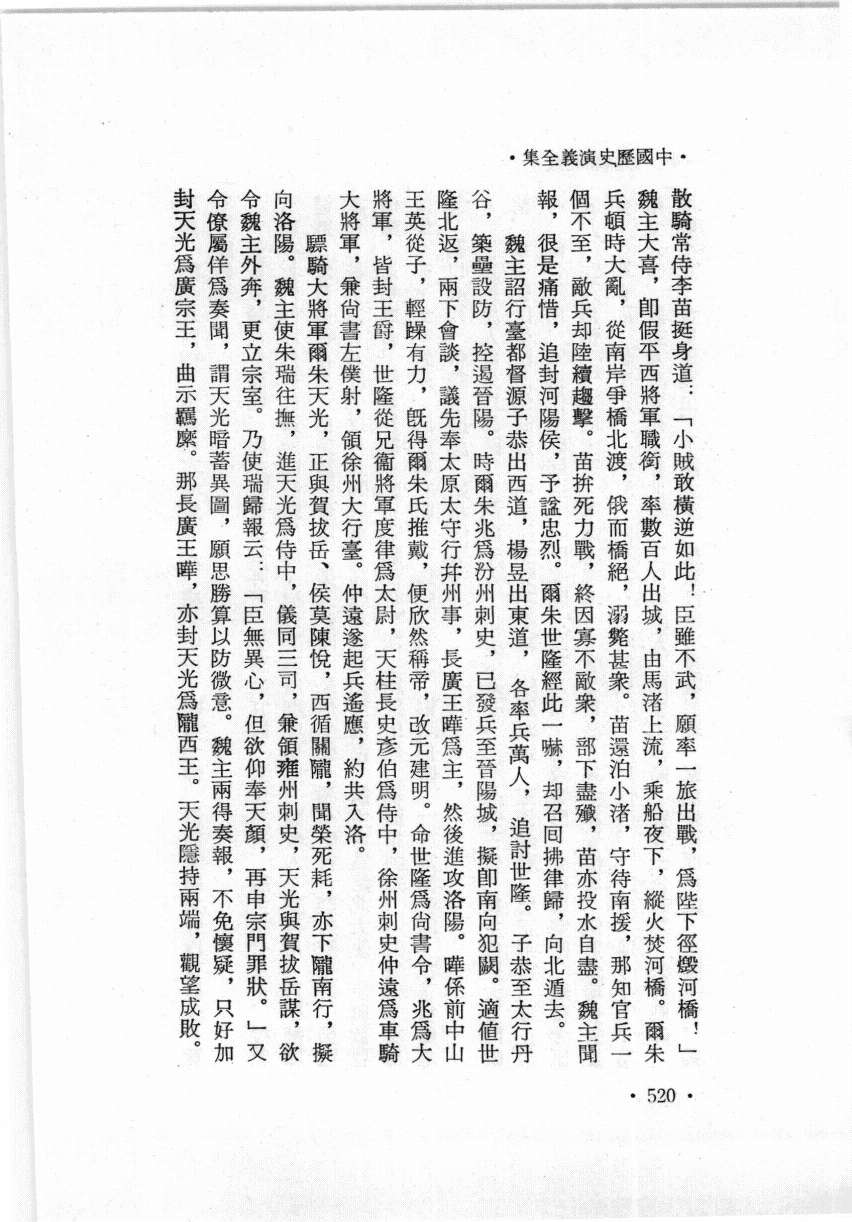 ·中國歷史演義全集·
散騎常侍李苗挺身道：「小賊敢橫逆如此！臣雖不武，願率一旅出戰，爲陛下徑燬河橋！」
魏主大喜，卽假平西將軍職銜，率數百人出城，由馬渚上流，乘船夜下，縱火焚河橋。爾朱
兵頓時大亂，從南岸爭橋北渡，俄而橋絕，溺斃甚衆。苗還泊小渚，守待南援，那知官兵一
個不至，敵兵却陸續趨擊。苗拚死力戰，終因寡不敵衆，部下盡殲，苗亦投水自盡。魏主聞
報，很是痛惜，追封河陽侯，予諡忠烈。爾朱世隆經此一嚇，却召回拂律歸，向北遁去。
魏主詔行臺都督源子恭出西道，楊昱出東道，各率兵萬人，追討世隆。子恭至太行丹
谷，築壘設防，控遏晉陽。時爾朱兆爲汾州刺史，已發兵至晉陽城，擬卽南向犯闕。適値世
隆北返，兩下會談，議先奉太原太守行幷州事，長廣王曄爲主，然後進攻洛陽。曄係前中山
王英從子，輕躁有力，旣得爾朱氏推戴，便欣然稱帝，改元建明。命世隆爲尙書令，兆爲大
將軍，皆封王爵，世隆從兄衞將軍度律爲太尉，天柱長史彥伯爲侍中，徐州刺史仲遠爲車騎
大將軍，兼尙書左僕射，領徐州大行臺。仲遠遂起兵遙應，約共入洛。
驃騎大將軍爾朱天光，正與賀拔岳、侯莫陳悅，西循關隴，聞榮死耗，亦下隴南行，擬
向洛陽。魏主使朱瑞往撫，進天光爲侍中，儀同三司，兼領雍州刺史，天光與賀拔岳謀，欲
令魏主外奔，更立宗室。乃使瑞歸報云：「臣無異心，但欲仰奉天顏，再申宗門罪狀。」又
令僚屬佯爲奏聞，謂天光暗蓄異圖，願思勝算以防微意。魏主兩得奏報，不免懷疑，只好加
封天光爲廣宗王，曲示羈縻。那長廣王曄，亦封天光爲隴西王。天光隱持兩端，觀望成敗。
·520·